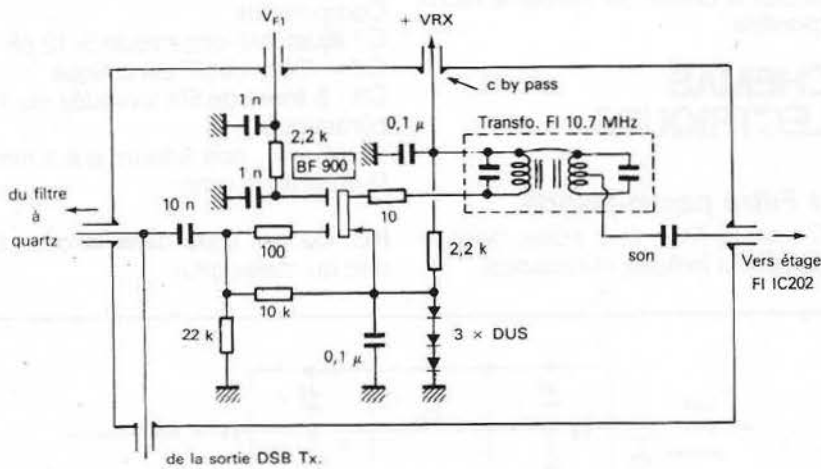 V_F1
+ VRX
c by pass
1 n
0,1 µ
Transfo. FI 10.7 MHz
2,2 k
BF 900
1 n
du filtre
à
quartz
10 n
10
100
2,2 k
son
Vers étage
FI IC202
10 k
22 k
0,1 µ
3 × DUS
de la sortie DSB Tx.